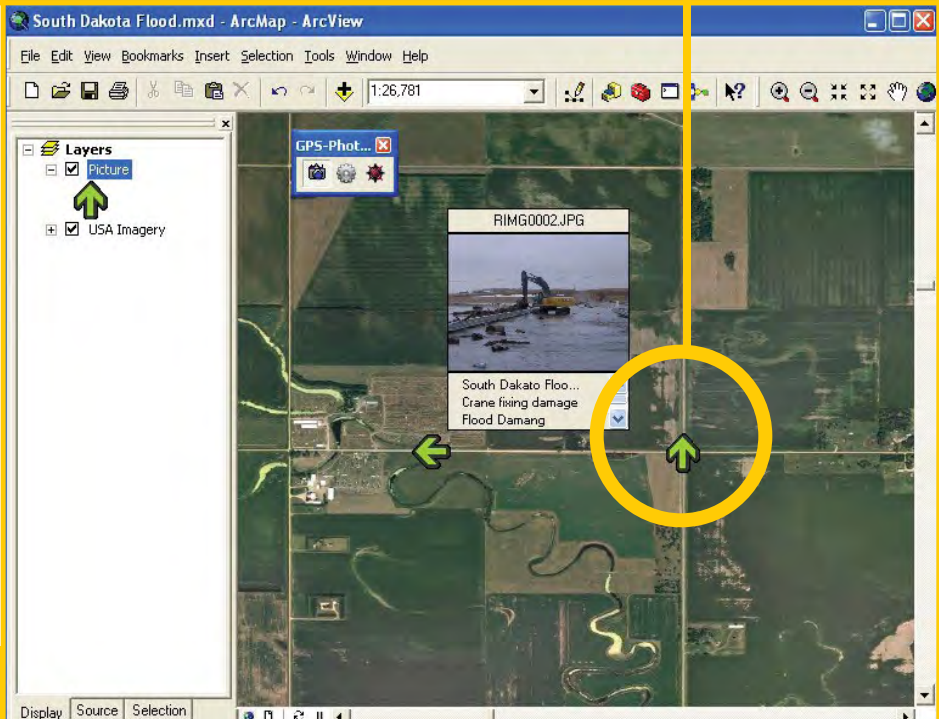 South Dakota Flood.mxd - ArcMap - ArcView
File Edit View Bookmarks Insert Selection Tools Window Help
1:26,781
Layers
Picture
USA Imagery
GPS-Phot...
RIMG0002.JPG
South Dakato Floo...
Crane fixing damage
Flood Damang
Display Source Selection